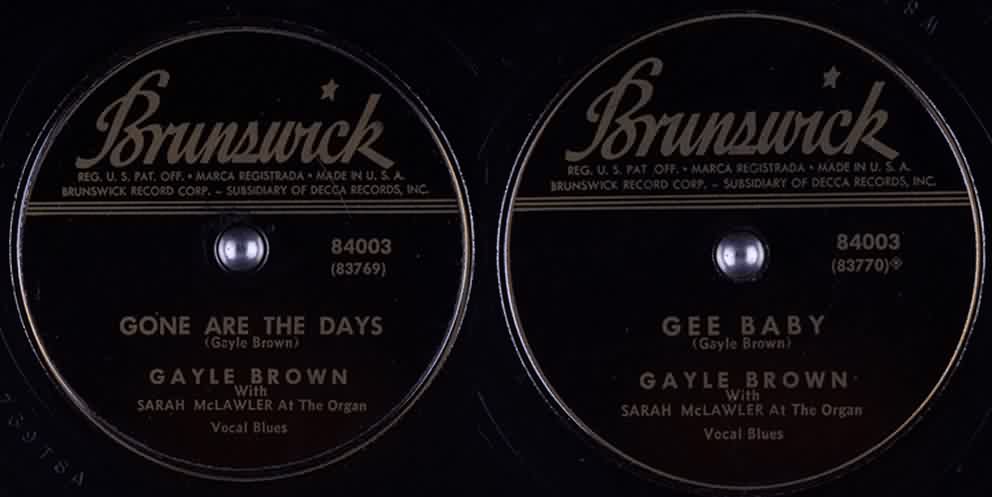 Brunswick
REG. U. S. PAT. OFF. • MARCA REGISTRADA • MADE IN U. S. A.
BRUNSWICK RECORD CORP. – SUBSIDIARY OF DECCA RECORDS, INC.
84003
(83769)
GONE ARE THE DAYS
(Gayle Brown)
GAYLE BROWN
With
SARAH McLAWLER At The Organ
Vocal Blues
Brunswick
REG. U. S. PAT. OFF. • MARCA REGISTRADA • MADE IN U. S. A.
BRUNSWICK RECORD CORP. – SUBSIDIARY OF DECCA RECORDS, INC.
84003
(83770)
GEE BABY
(Gayle Brown)
GAYLE BROWN
With
SARAH McLAWLER At The Organ
Vocal Blues